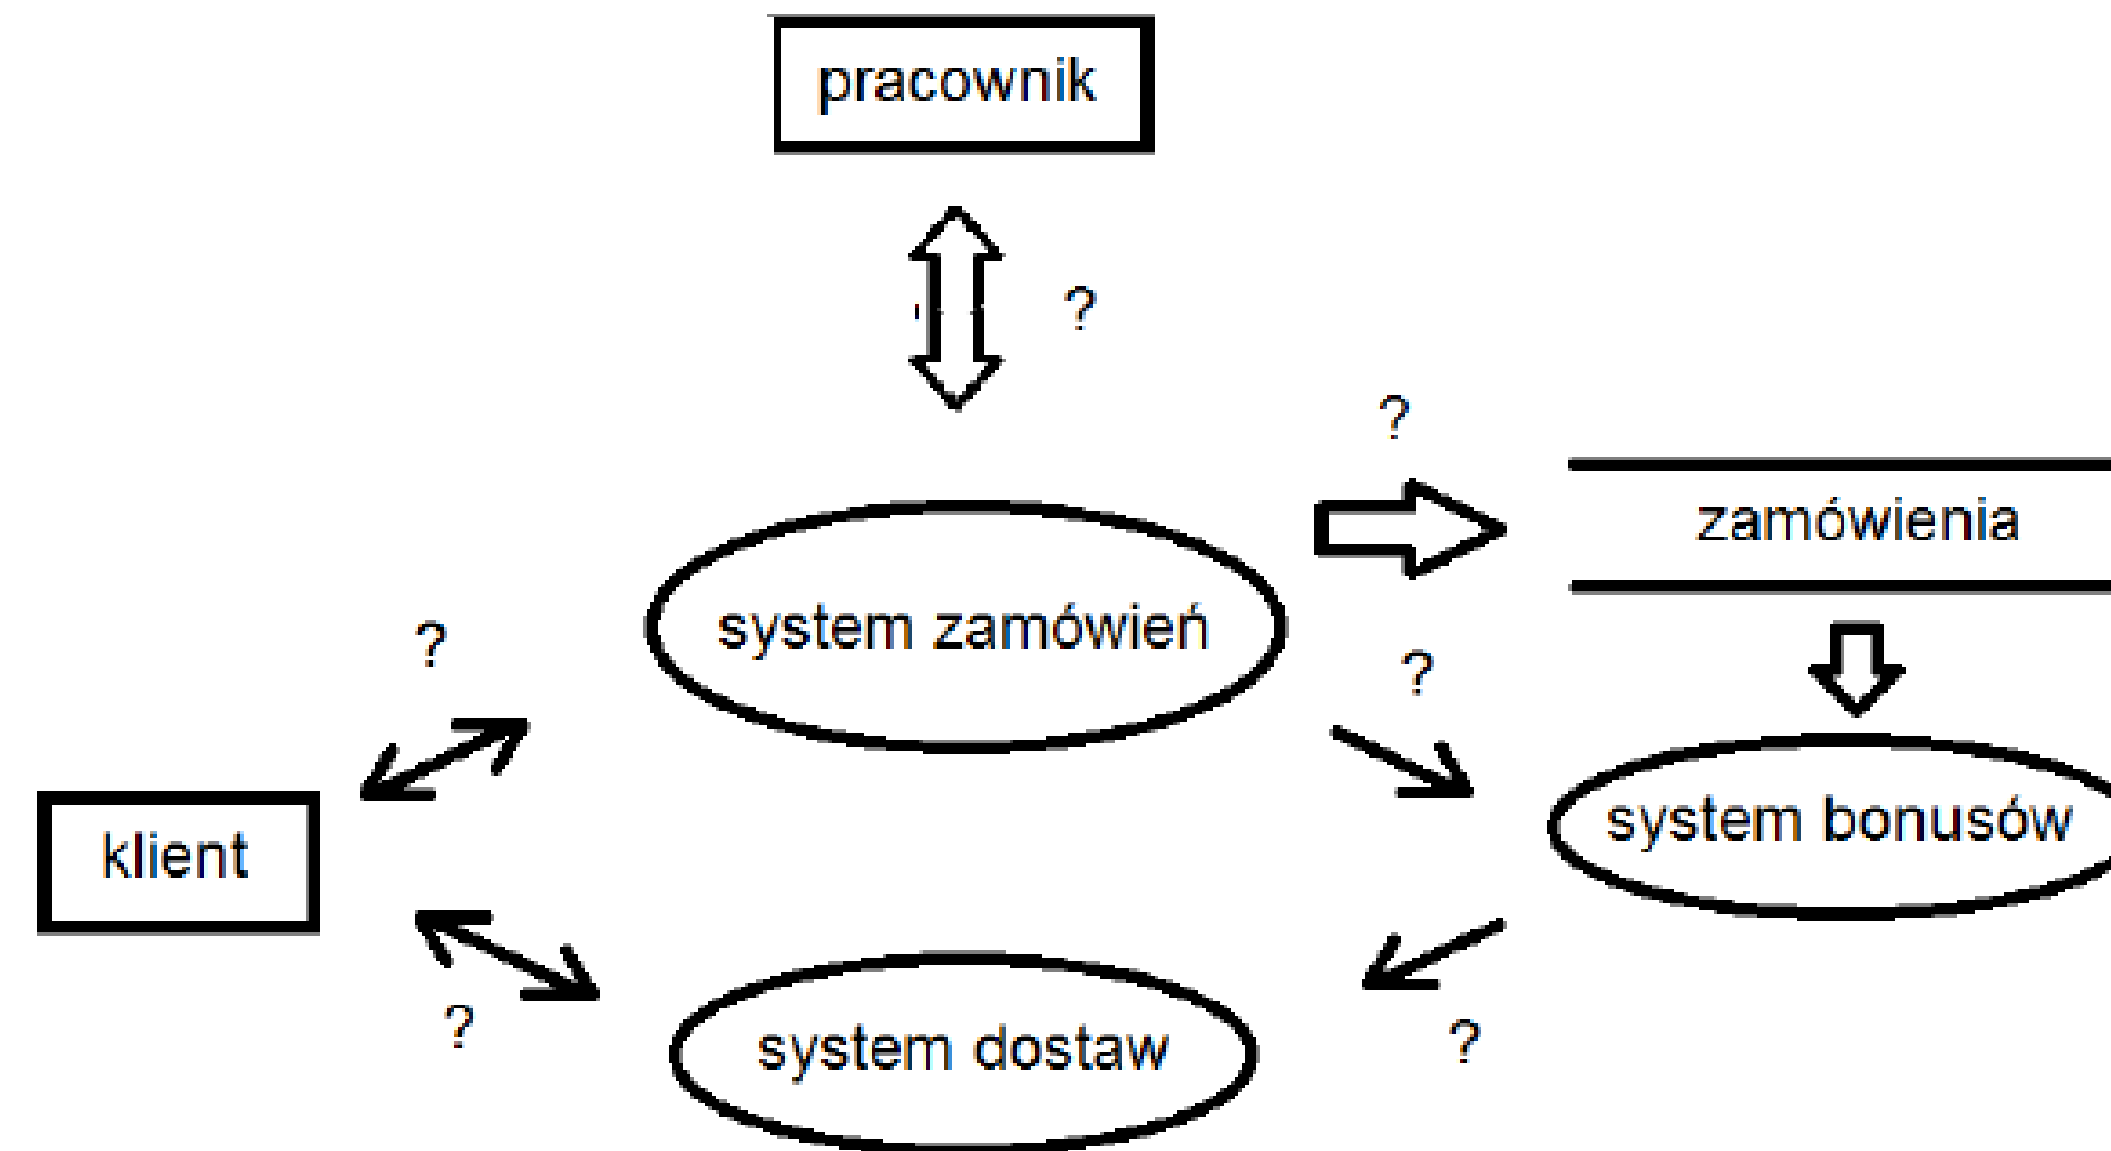 pracownik
?
?
zamówienia
system zamówień
?
?
system bonusów
klient
?
system dostaw
?